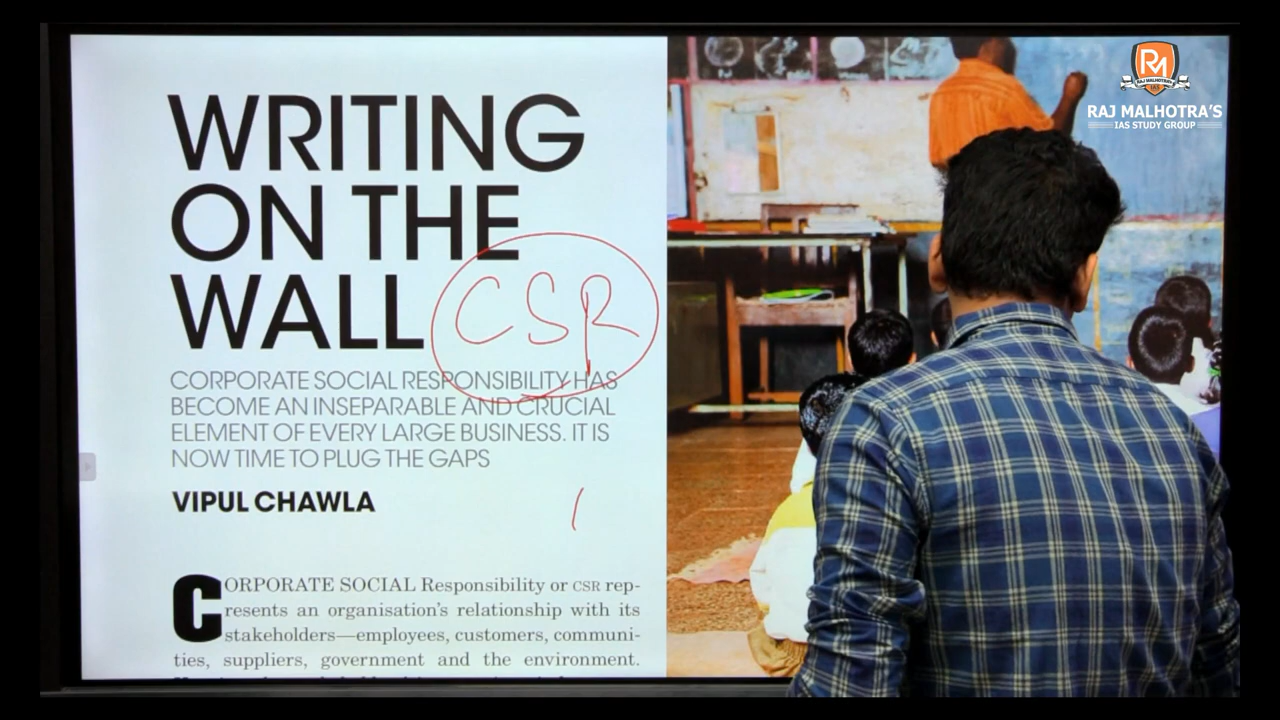 WRITING
ON THE
WALL
CSR
CORPORATE SOCIAL RESPONSIBILITY HAS
BECOME AN INSEPARABLE AND CRUCIAL
ELEMENT OF EVERY LARGE BUSINESS. IT IS
NOW TIME TO PLUG THE GAPS
VIPUL CHAWLA
CORPORATE SOCIAL Responsibility or CSR rep-
resents an organisation's relationship with its
stakeholders—employees, customers, communi-
ties, suppliers, government and the environment.
RM
RAJ MALHOTRA'S
IAS
RAJ MALHOTRA'S
IAS STUDY GROUP